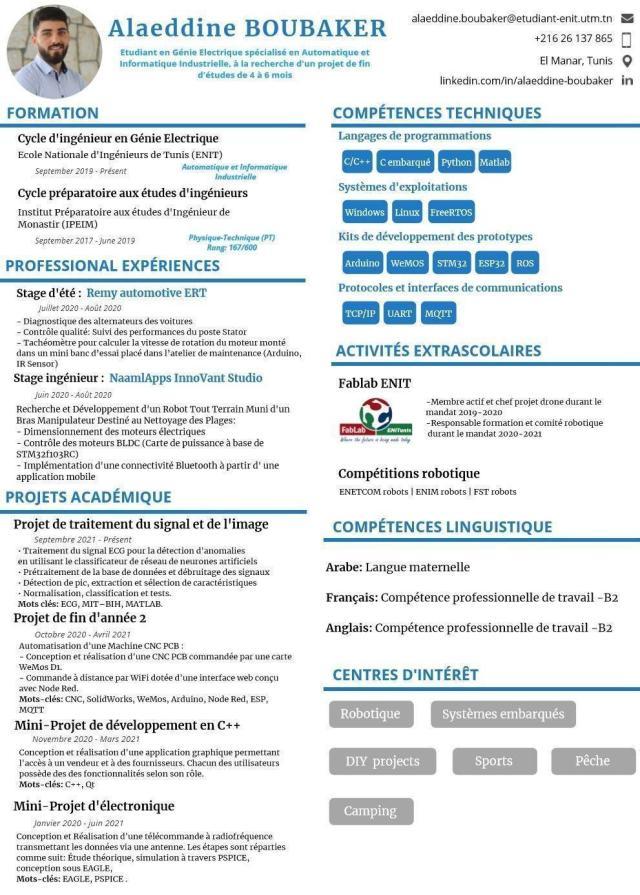 Alaeddine BOUBAKER
Etudiant en Génie Electrique spécialisé en Automatique et
Informatique Industrielle, à la recherche d'un projet de fin
d'études de 4 à 6 mois
alaeddine.boubaker@etudiant-enit.utm.tn
+216 26 137 865
El Manar, Tunis
linkedin.com/in/alaeddine-boubaker
FORMATION
Cycle d'ingénieur en Génie Electrique
Ecole Nationale d'Ingénieurs de Tunis (ENIT)
September 2019 - Présent
Automatique et Informatique
Industrielle
Cycle préparatoire aux études d'ingénieurs
Institut Préparatoire aux études d'Ingénieur de
Monastir (IPEIM)
September 2017 - June 2019
Physique-Technique (PT)
Rang: 167/600
PROFESSIONAL EXPÉRIENCES
Stage d'été : Remy automotive ERT
Juillet 2020 - Août 2020
- Diagnostique des alternateurs des voitures
- Contrôle qualité: Suivi des performances du poste Stator
- Tachéomètre pour calculer la vitesse de rotation du moteur monté
dans un mini banc d'essai placé dans l'atelier de maintenance (Arduino,
IR Sensor)
Stage ingénieur : NaamlApps InnoVant Studio
Juin 2020 - Août 2020
Recherche et Développement d'un Robot Tout Terrain Muni d'un
Bras Manipulateur Destiné au Nettoyage des Plages:
- Dimensionnement des moteurs électriques
- Contrôle des moteurs BLDC (Carte de puissance à base de
STM32f103RC)
- Implémentation d'une connectivité Bluetooth à partir d' une
application mobile
PROJETS ACADÉMIQUE
Projet de traitement du signal et de l'image
Septembre 2021 - Présent
• Traitement du signal ECG pour la détection d'anomalies
en utilisant le classificateur de réseau de neurones artificiels
• Prétraitement de la base de données et débruitage des signaux
• Détection de pic, extraction et sélection de caractéristiques
• Normalisation, classification et tests.
Mots clés: ECG, MIT-BIH, MATLAB.
Projet de fin d'année 2
Octobre 2020 - Avril 2021
Automatisation d'une Machine CNC PCB :
- Conception et réalisation d'une CNC PCB commandée par une carte
WeMos D1.
- Commande à distance par WiFi dotée d'une interface web conçu
avec Node Red.
Mots-clés: CNC, SolidWorks, WeMos, Arduino, Node Red, ESP,
MQTT
Mini-Projet de développement en C++
Novembre 2020 - Mars 2021
Conception et réalisation d'une application graphique permettant
l'accès à un vendeur et à des fournisseurs. Chacun des utilisateurs
possède des des fonctionnalités selon son rôle.
Mots-clés: C++, Qt
Mini-Projet d'électronique
Janvier 2020 - juin 2021
Conception et Réalisation d'une télécommande à radiofréquence
transmettant les données via une antenne. Les étapes sont réparties
comme suit: Étude théorique, simulation à travers PSPICE,
conception sous EAGLE,
Mots-clés: EAGLE, PSPICE .
COMPÉTENCES TECHNIQUES
Langages de programmations
C/C++ C embarqué Python Matlab
Systèmes d'exploitations
Windows Linux FreeRTOS
Kits de développement des prototypes
Arduino WeMOS STM32 ESP32 ROS
Protocoles et interfaces de communications
TCP/IP UART MQTT
ACTIVITÉS EXTRASCOLAIRES
Fablab ENIT
FabLab ENITunis
Where the future is being made today
-Membre actif et chef projet drone durant le
mandat 2019-2020
-Responsable formation et comité robotique
durant le mandat 2020-2021
Compétitions robotique
ENETCOM robots | ENIM robots | FST robots
COMPÉTENCES LINGUISTIQUE
Arabe: Langue maternelle
Français: Compétence professionnelle de travail -B2
Anglais: Compétence professionnelle de travail -B2
CENTRES D'INTÉRÊT
Robotique Systèmes embarqués
DIY projects Sports Pêche
Camping